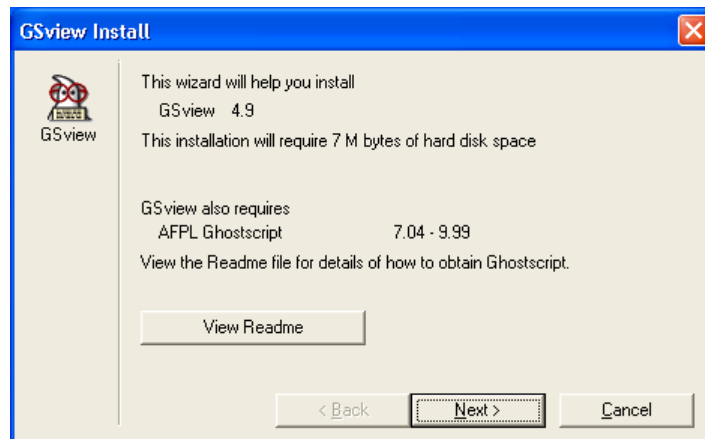 GSview Install
This wizard will help you install
GSview 4.9
GSview
This installation will require 7 M bytes of hard disk space
GSview also requires
AFPL Ghostscript 7.04 - 9.99
View the Readme file for details of how to obtain Ghostscript.
View Readme
< Back Next > Cancel